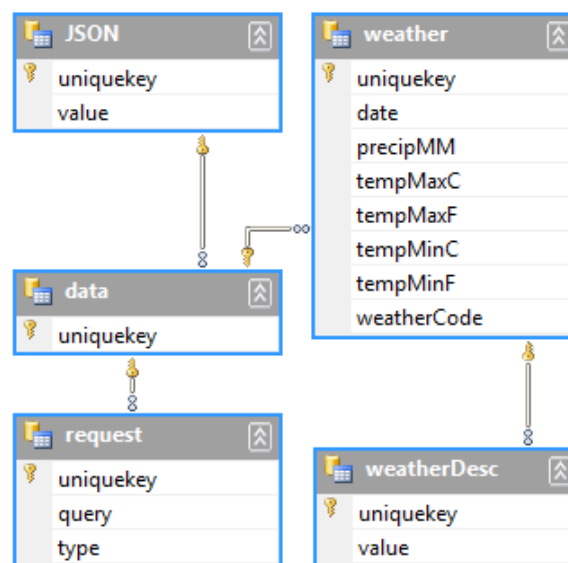 JSON
uniquekey
value
weather
uniquekey
date
precipMM
tempMaxC
tempMaxF
tempMinC
tempMinF
weatherCode
data
uniquekey
request
uniquekey
query
type
weatherDesc
uniquekey
value